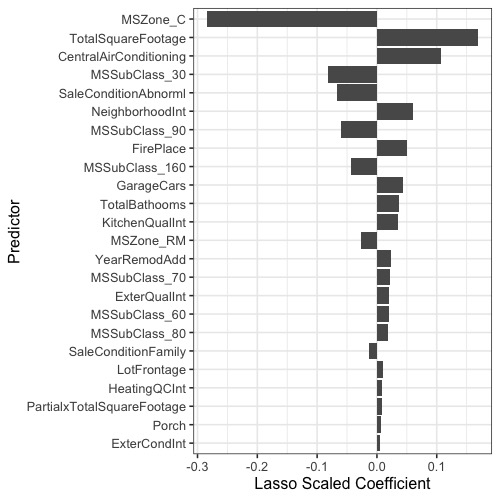 MSZone_C
TotalSquareFootage
CentralAirConditioning
MSSubClass_30
SaleConditionAbnorml
NeighborhoodInt
MSSubClass_90
FirePlace
MSSubClass_160
GarageCars
TotalBathooms
KitchenQualInt
MSZone_RM
YearRemodAdd
MSSubClass_70
ExterQualInt
MSSubClass_60
MSSubClass_80
SaleConditionFamily
LotFrontage
HeatingQCInt
PartialxTotalSquareFootage
Porch
ExterCondInt
Predictor
-0.3 -0.2 -0.1 0.0 0.1
Lasso Scaled Coefficient